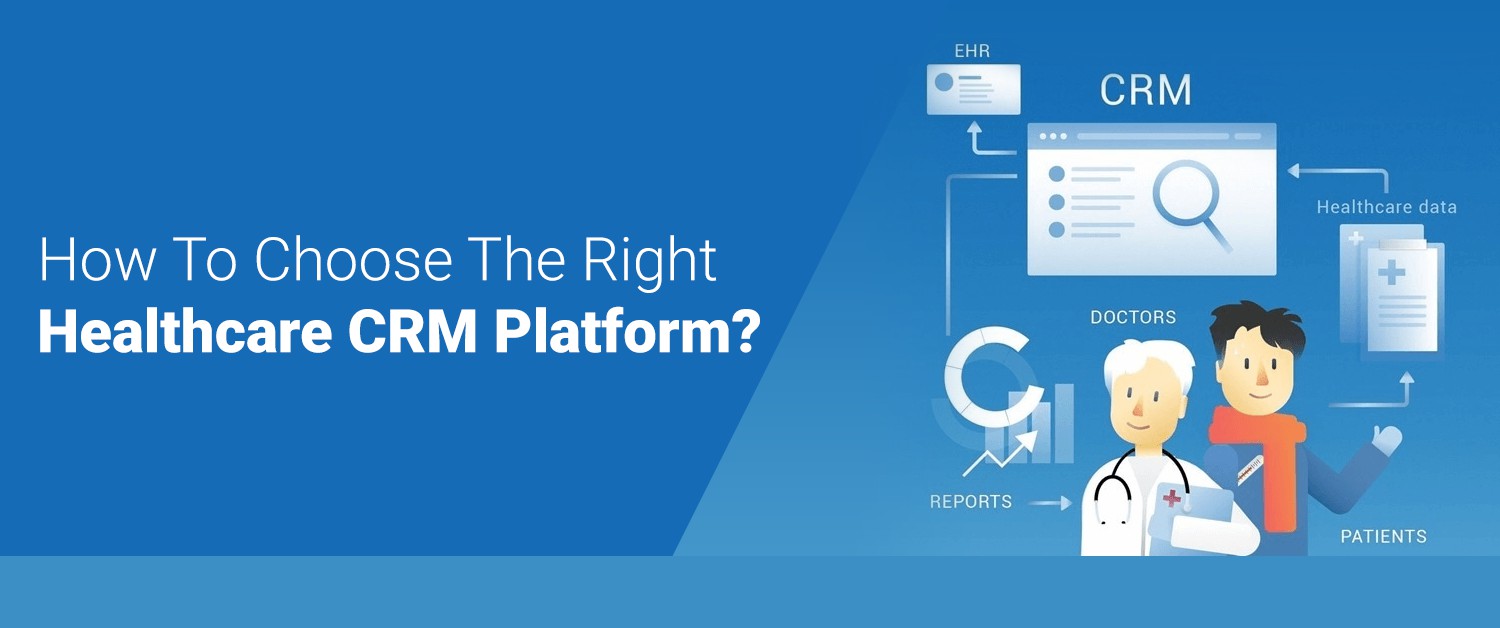 How To Choose The Right
Healthcare CRM Platform?
EHR
CRM
Healthcare data
DOCTORS
REPORTS
PATIENTS